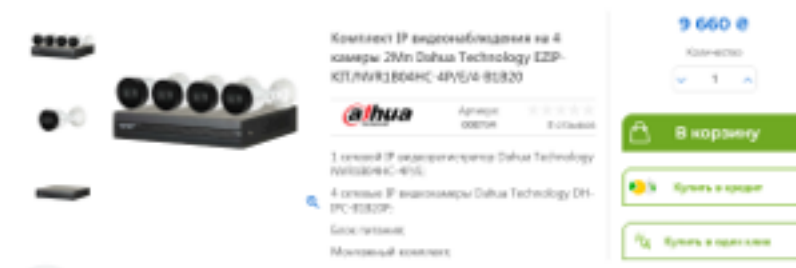 Комплект IP видеонаблюдения на 4
камеры 2Мп Dahua Technology EZIP-
KIT/NVR1B04HC-4P/E/4-B1B20
alhua
Артикул
0 отзывов
1 сетевой IP видеорегистратор Dahua Technology
NVR1B04HC-4P/E;
4 сетевые IP видеокамеры Dahua Technology DH-
IPC-B1B20P;
Блок питания;
Монтажный комплект;
9 660 ₴
Количество
1
В корзину
Купить в кредит
Купить в один клик